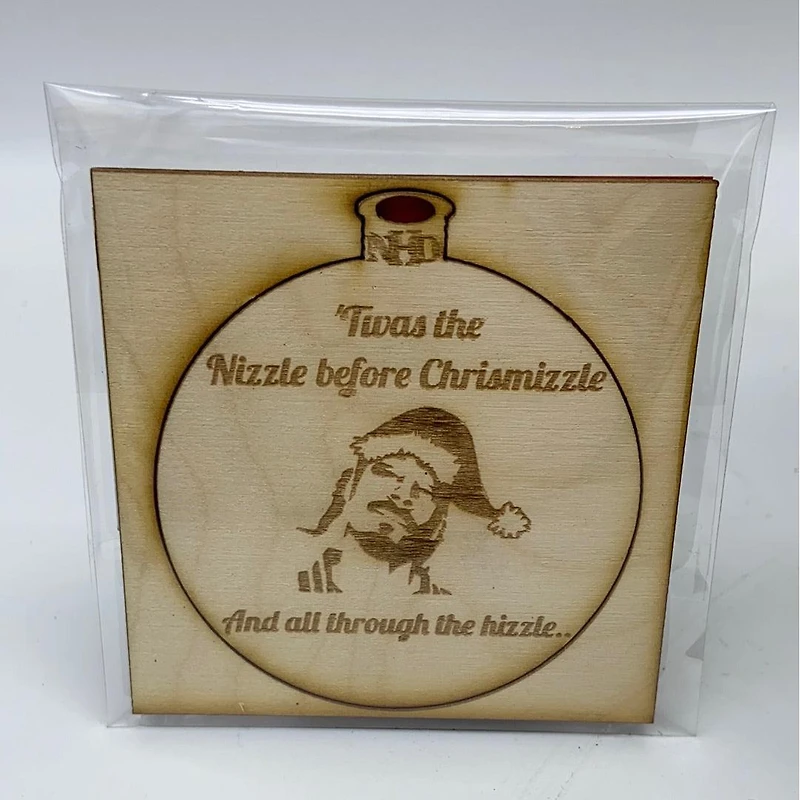 NHD
'Twas the
Nizzle before Chrismizzle
And all through the hizzle..